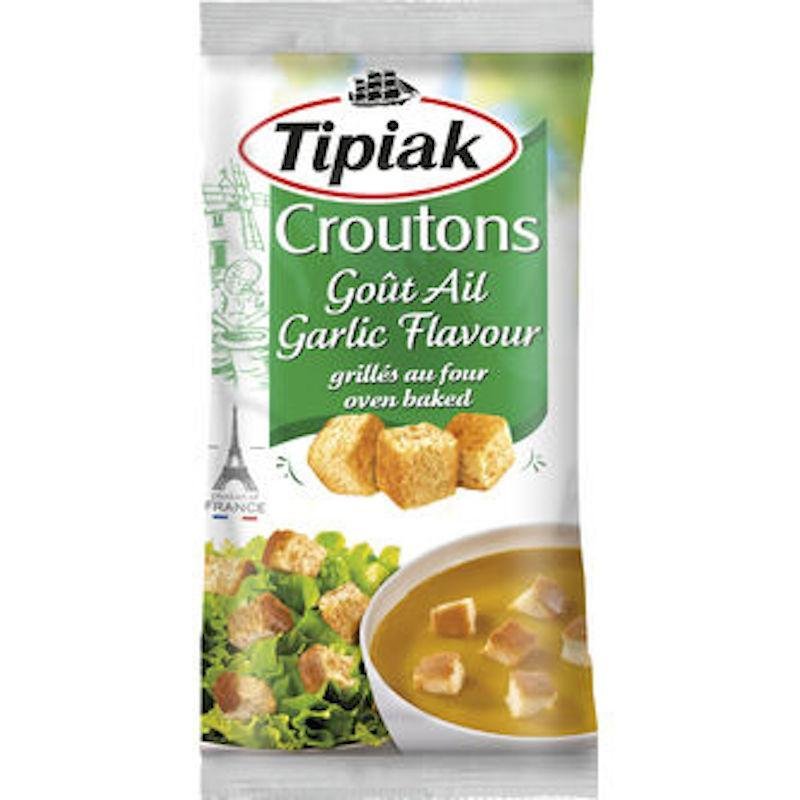 Tipiak
Croutons
Goût Ail
Garlic Flavour
grillés au four
oven baked
FRANCE